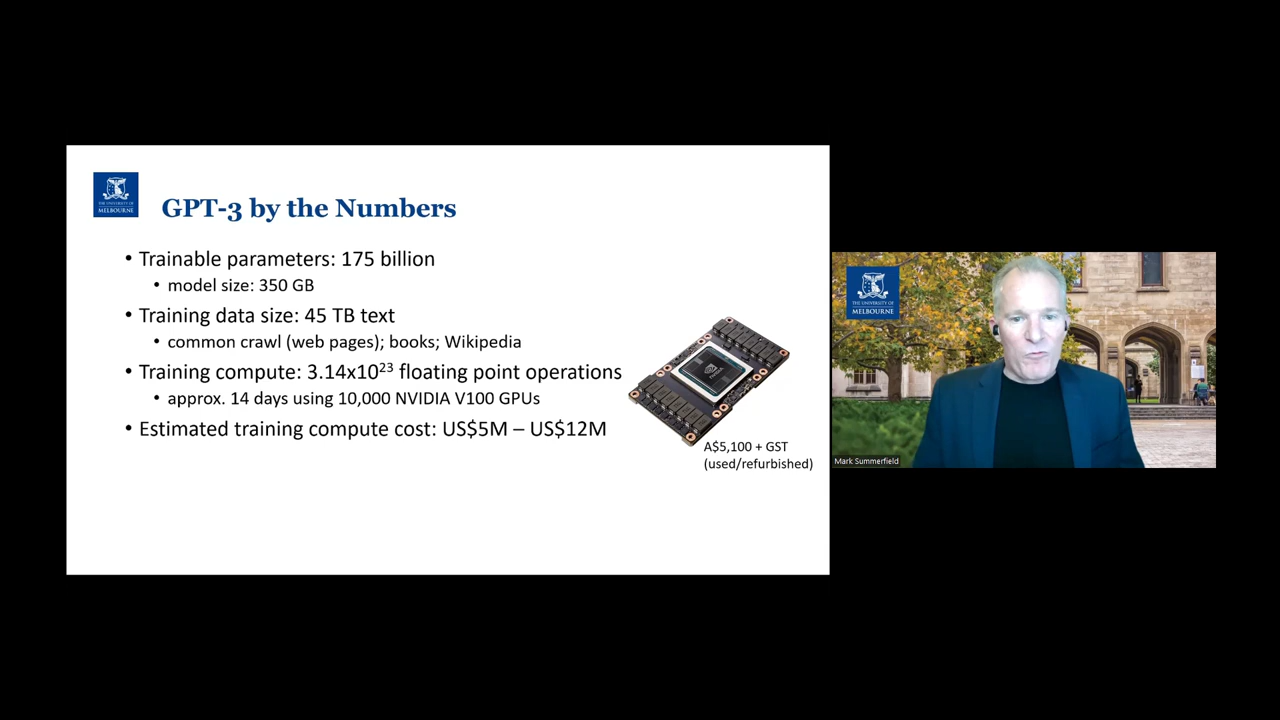 THE UNIVERSITY OF
MELBOURNE
GPT-3 by the Numbers
• Trainable parameters: 175 billion
• model size: 350 GB
• Training data size: 45 TB text
• common crawl (web pages); books; Wikipedia
• Training compute: 3.14x10²³ floating point operations
• approx. 14 days using 10,000 NVIDIA V100 GPUs
• Estimated training compute cost: US$5M – US$12M
NVIDIA
A$5,100 + GST
(used/refurbished)
THE UNIVERSITY OF
MELBOURNE
Mark Summerfield